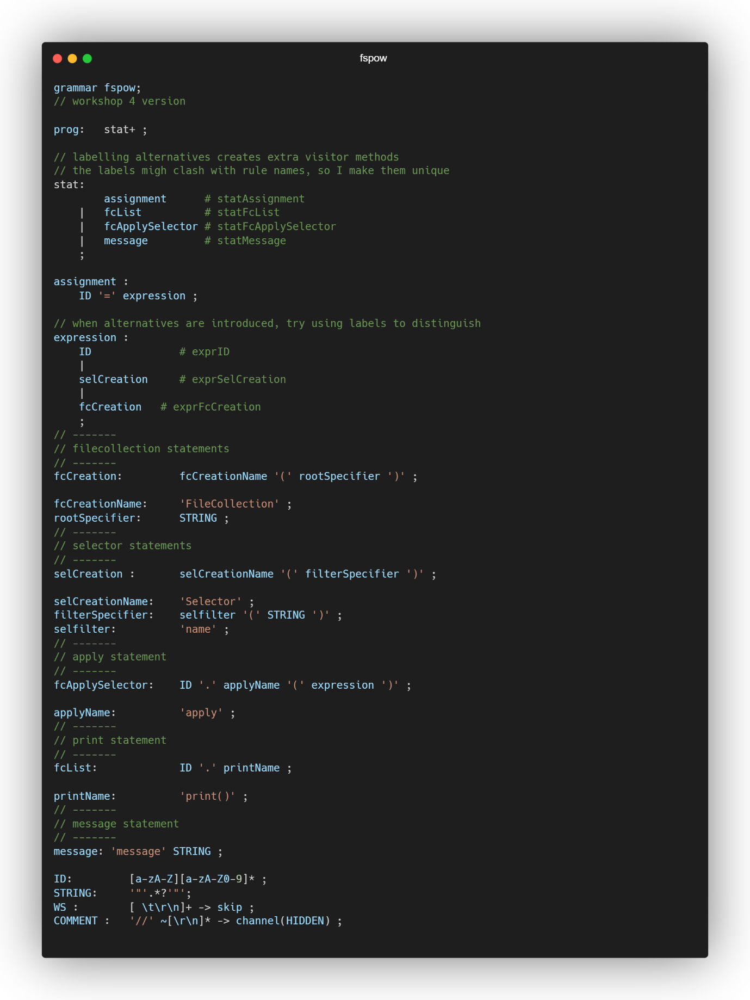 fspow
grammar fspow;
// workshop 4 version
prog:   stat+ ;
// labelling alternatives creates extra visitor methods
// the labels migh clash with rule names, so I make them unique
stat:
        assignment      # statAssignment
    |   fcList          # statFcList
    |   fcApplySelector # statFcApplySelector
    |   message         # statMessage
    ;
assignment :
    ID '=' expression ;
// when alternatives are introduced, try using labels to distinguish
expression :
    ID              # exprID
    |
    selCreation     # exprSelCreation
    |
    fcCreation   # exprFcCreation
    ;
// -------
// filecollection statements
// -------
fcCreation:         fcCreationName '(' rootSpecifier ')' ;
fcCreationName:     'FileCollection' ;
rootSpecifier:      STRING ;
// -------
// selector statements
// -------
selCreation :       selCreationName '(' filterSpecifier ')' ;
selCreationName:    'Selector' ;
filterSpecifier:    selfilter '(' STRING ')' ;
selfilter:          'name' ;
// -------
// apply statement
// -------
fcApplySelector:    ID '.' applyName '(' expression ')' ;
applyName:          'apply' ;
// -------
// print statement
// -------
fcList:             ID '.' printName ;
printName:          'print()' ;
// -------
// message statement
// -------
message: 'message' STRING ;
ID:         [a-zA-Z][a-zA-Z0-9]* ;
STRING:     '"'.*?'"';
WS :        [ \t\r\n]+ -> skip ;
COMMENT :   '//' ~[\r\n]* -> channel(HIDDEN) ;